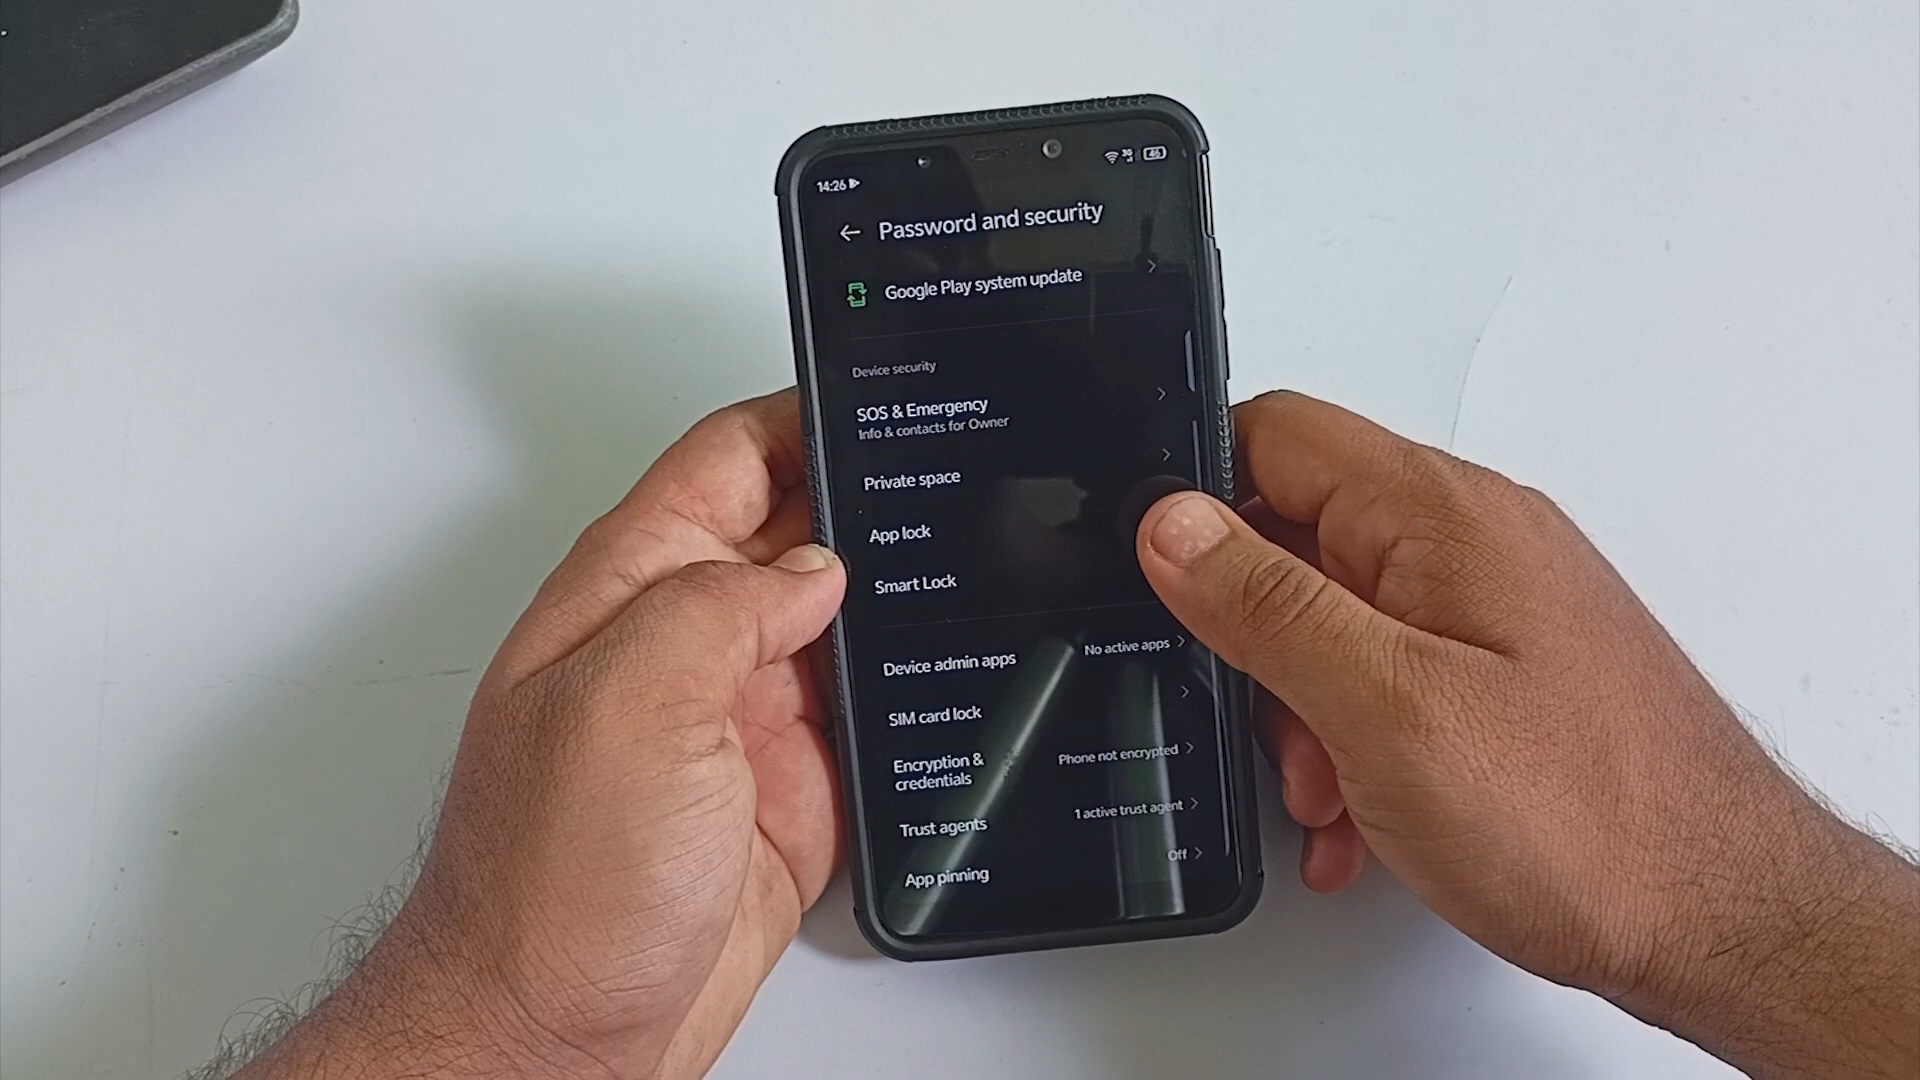 14:26
3G
46
Password and security
Google Play system update
Device security
SOS & Emergency
Info & contacts for Owner
Private space
App lock
Smart Lock
Device admin apps
No active apps
SIM card lock
Encryption &
credentials
Phone not encrypted
Trust agents
1 active trust agent
App pinning
Off